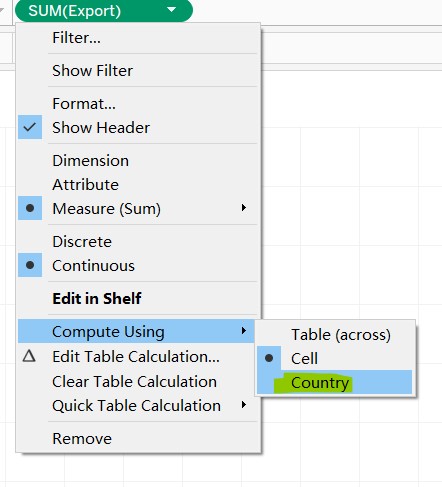 SUM(Export)
Filter...
Show Filter
Format...
Show Header
Dimension
Attribute
Measure (Sum)
Discrete
Continuous
Edit in Shelf
Compute Using
Table (across)
Cell
Country
Edit Table Calculation...
Clear Table Calculation
Quick Table Calculation
Remove